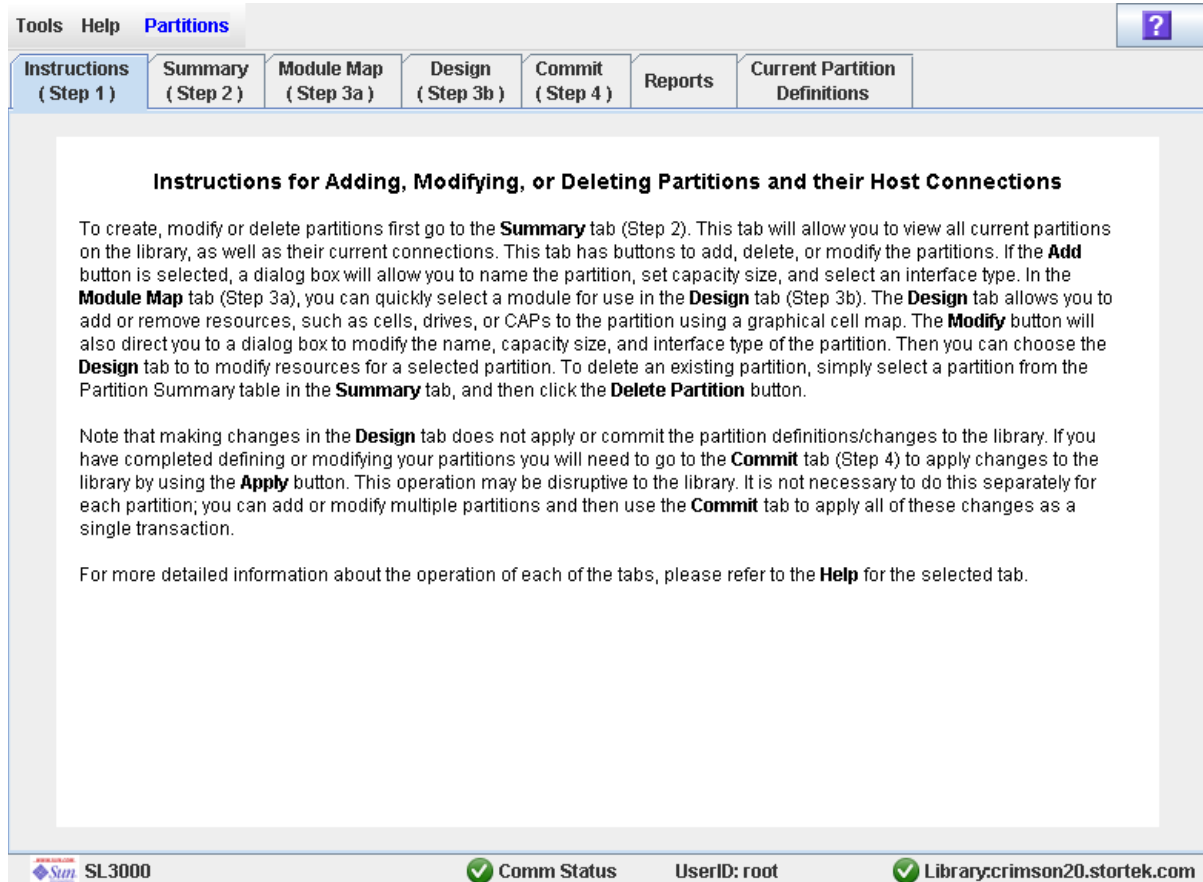 Tools Help Partitions ?
Instructions Summary Module Map Design Commit Reports Current Partition
( Step 1 ) ( Step 2 ) ( Step 3a ) ( Step 3b ) ( Step 4 ) Definitions
Instructions for Adding, Modifying, or Deleting Partitions and their Host Connections
To create, modify or delete partitions first go to the Summary tab (Step 2). This tab will allow you to view all current partitions
on the library, as well as their current connections. This tab has buttons to add, delete, or modify the partitions. If the Add
button is selected, a dialog box will allow you to name the partition, set capacity size, and select an interface type. In the
Module Map tab (Step 3a), you can quickly select a module for use in the Design tab (Step 3b). The Design tab allows you to
add or remove resources, such as cells, drives, or CAPs to the partition using a graphical cell map. The Modify button will
also direct you to a dialog box to modify the name, capacity size, and interface type of the partition. Then you can choose the
Design tab to to modify resources for a selected partition. To delete an existing partition, simply select a partition from the
Partition Summary table in the Summary tab, and then click the Delete Partition button.
Note that making changes in the Design tab does not apply or commit the partition definitions/changes to the library. If you
have completed defining or modifying your partitions you will need to go to the Commit tab (Step 4) to apply changes to the
library by using the Apply button. This operation may be disruptive to the library. It is not necessary to do this separately for
each partition; you can add or modify multiple partitions and then use the Commit tab to apply all of these changes as a
single transaction.
For more detailed information about the operation of each of the tabs, please refer to the Help for the selected tab.
Sun SL3000 Comm Status UserID: root Library:crimson20.stortek.com